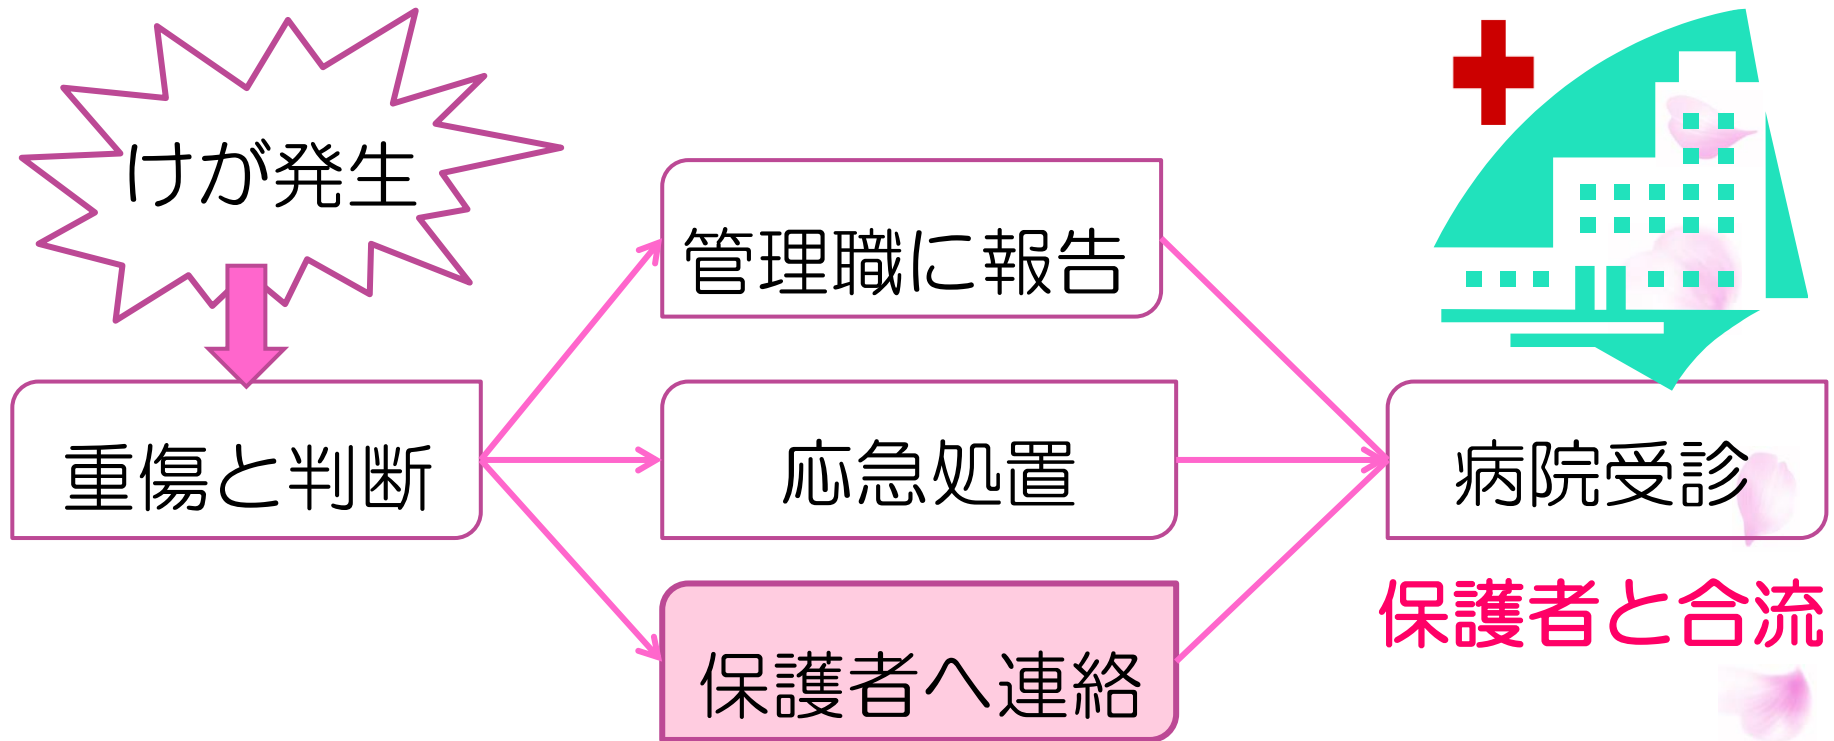 けが発生
重傷と判断
管理職に報告
応急処置
保護者へ連絡
病院受診
保護者と合流